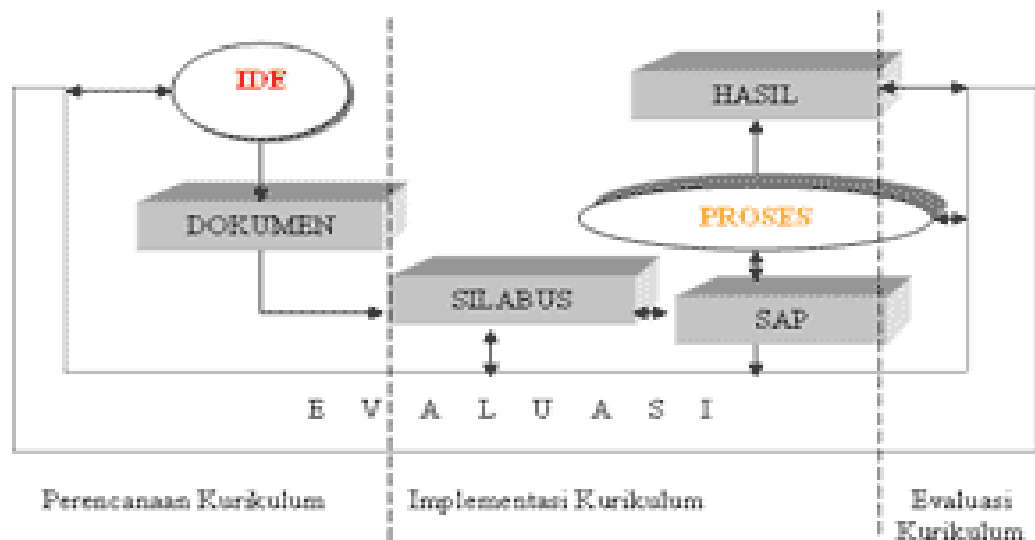 IDE
HASIL
DOKUMEN
PROSES
SILABUS
SAP
E V A L U A S I
Perencanaan Kurikulum
Implementasi Kurikulum
Evaluasi
Kurikulum